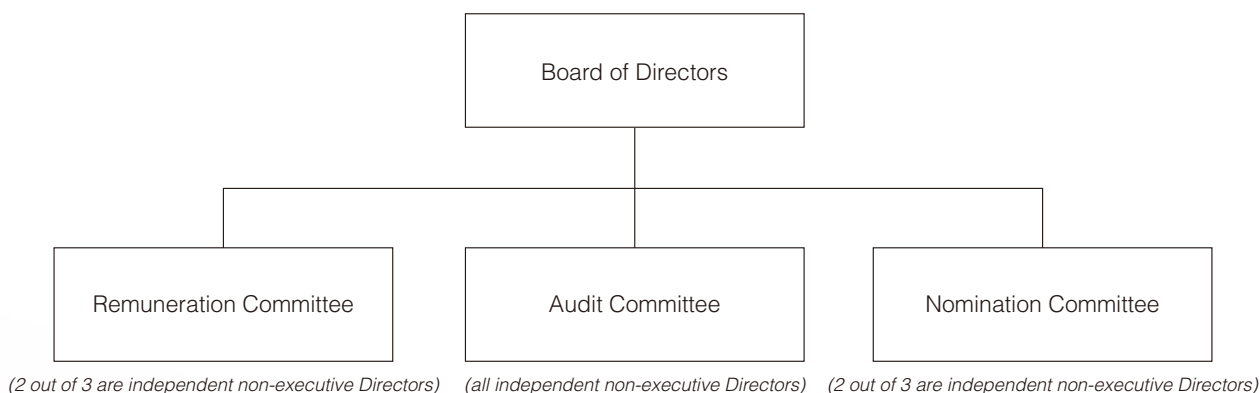 Board of Directors
Remuneration Committee
Audit Committee
Nomination Committee
(2 out of 3 are independent non-executive Directors)
(all independent non-executive Directors)
(2 out of 3 are independent non-executive Directors)